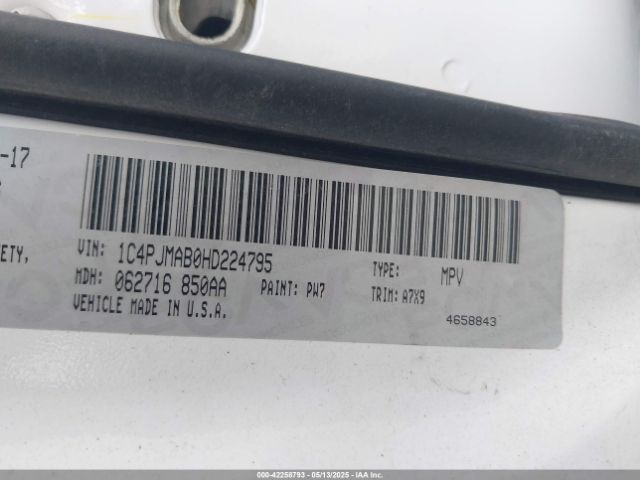 -17
ETY,
VIN: 1C4PJMAB0HD224795
TYPE: MPV
MDH: 062716 850AA
PAINT: PW7
TRIM: A7X9
VEHICLE MADE IN U.S.A.
4658843
000-42258793 - 05/13/2025 - IAA Inc.